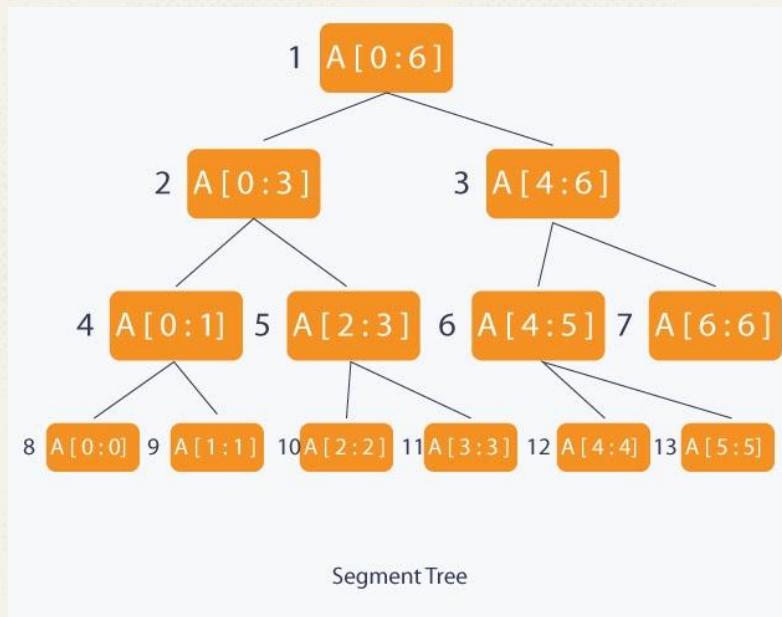 1 A[0:6]
2 A[0:3] 3 A[4:6]
4 A[0:1] 5 A[2:3] 6 A[4:5] 7 A[6:6]
8 A[0:0] 9 A[1:1] 10 A[2:2] 11 A[3:3] 12 A[4:4] 13 A[5:5]
Segment Tree